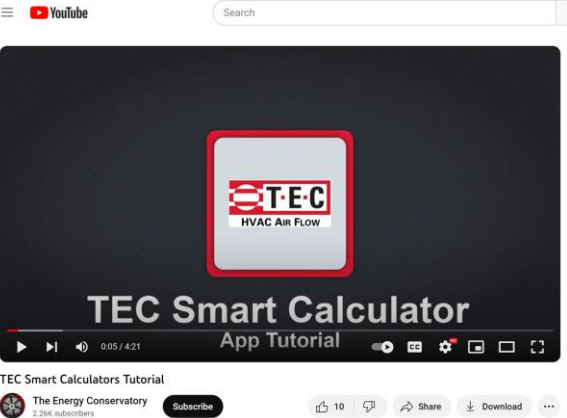 YouTube
Search
T·E·C
HVAC AIR FLOW
TEC Smart Calculator
App Tutorial
0:05 / 4:21
CC
HD
TEC Smart Calculators Tutorial
The Energy Conservatory
2.26K subscribers
Subscribe
10
Share
Download